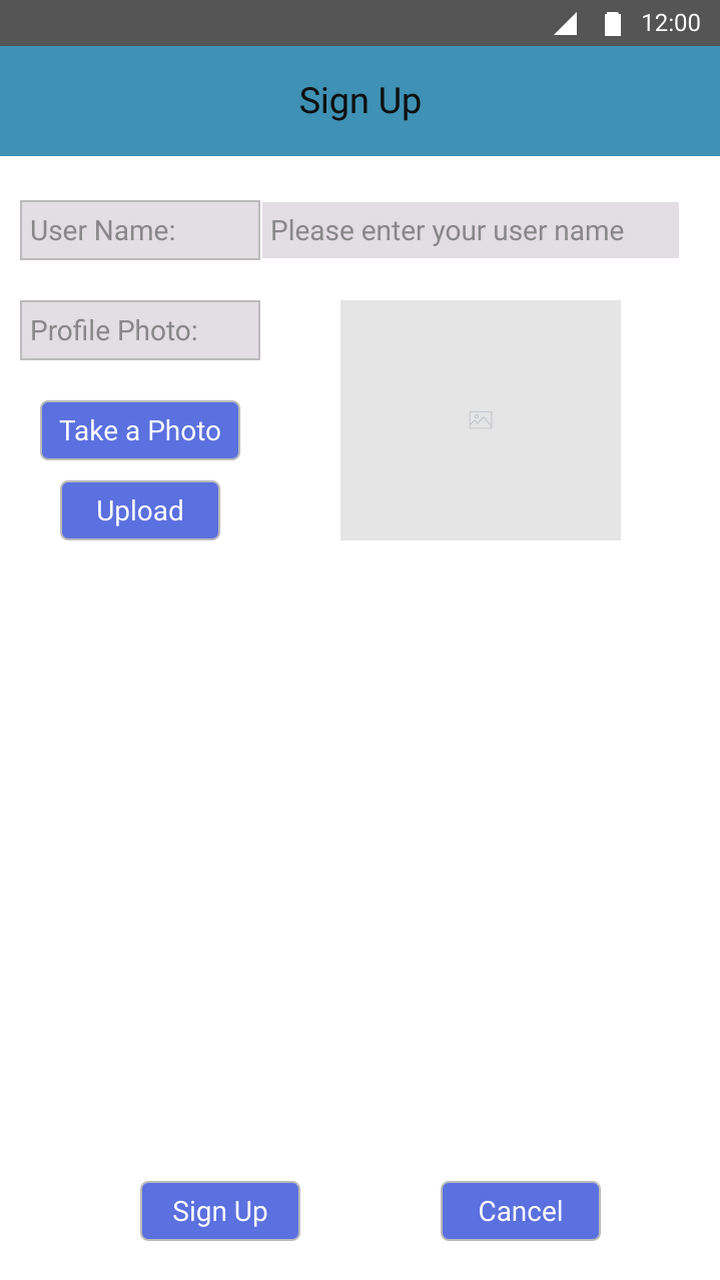 12:00
Sign Up
User Name: Please enter your user name
Profile Photo:
Take a Photo
Upload
Sign Up Cancel